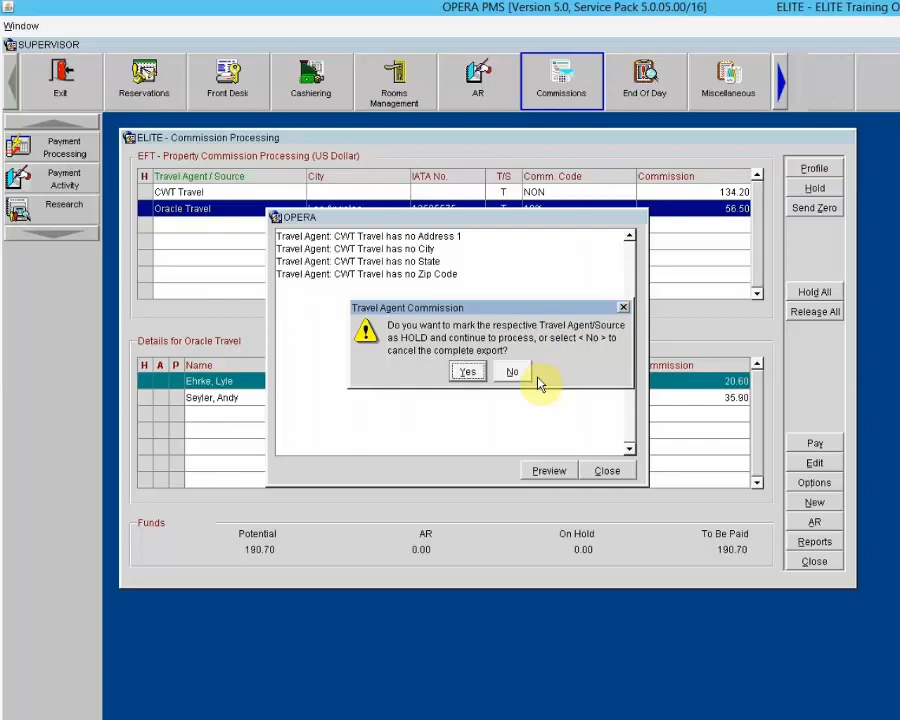 OPERA PMS [Version 5.0, Service Pack 5.0.05.00/16] ELITE - ELITE Training O
Window
SUPERVISOR
Exit Reservations Front Desk Cashiering Rooms Management AR Commissions End Of Day Miscellaneous
Payment Processing
Payment Activity
Research
ELITE - Commission Processing
EFT - Property Commission Processing (US Dollar)
H Travel Agent / Source City IATA No. T/S Comm. Code Commission
CWT Travel T NON 134.20
Oracle Travel 56.50
Profile
Hold
Send Zero
Hold All
Release All
OPERA
Travel Agent: CWT Travel has no Address 1
Travel Agent: CWT Travel has no City
Travel Agent: CWT Travel has no State
Travel Agent: CWT Travel has no Zip Code
Travel Agent Commission
Do you want to mark the respective Travel Agent/Source
as HOLD and continue to process, or select < No > to
cancel the complete export?
Yes No
Preview Close
Details for Oracle Travel
H A P Name mmission
Ehrke, Lyle 20.60
Seyler, Andy 35.90
Pay
Edit
Options
New
AR
Reports
Close
Funds
Potential AR On Hold To Be Paid
190.70 0.00 0.00 190.70